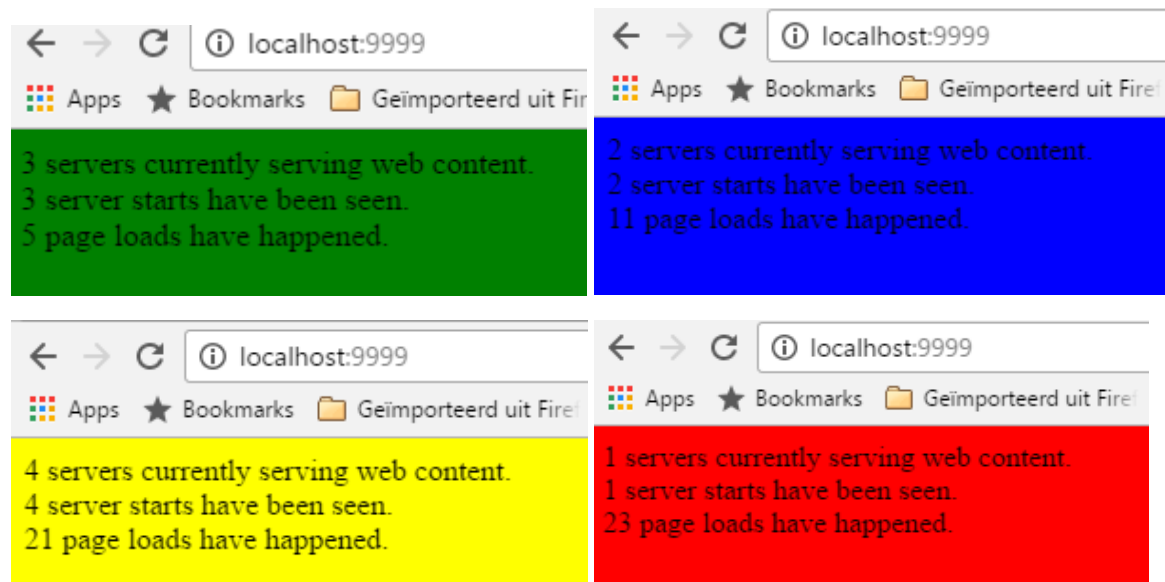 localhost:9999
Apps Bookmarks Geïmporteerd uit Fir
3 servers currently serving web content.
3 server starts have been seen.
5 page loads have happened.
localhost:9999
Apps Bookmarks Geïmporteerd uit Firef
2 servers currently serving web content.
2 server starts have been seen.
11 page loads have happened.
localhost:9999
Apps Bookmarks Geïmporteerd uit Firef
4 servers currently serving web content.
4 server starts have been seen.
21 page loads have happened.
localhost:9999
Apps Bookmarks Geïmporteerd uit Firef
1 servers currently serving web content.
1 server starts have been seen.
23 page loads have happened.